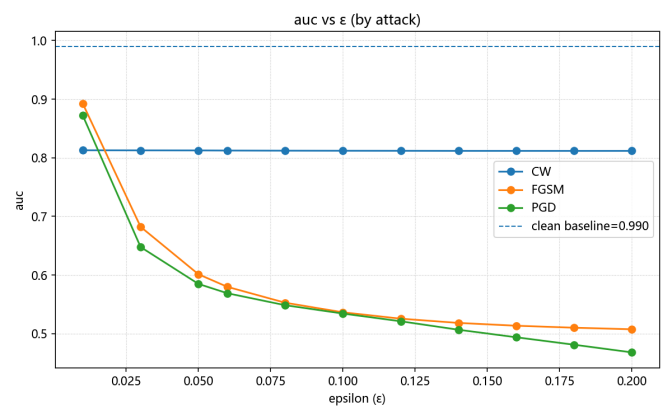 auc vs ε (by attack)
1.0
0.9
0.8
0.7
0.6
0.5
auc
CW
FGSM
PGD
clean baseline=0.990
0.025
0.050
0.075
0.100
0.125
0.150
0.175
0.200
epsilon (ε)